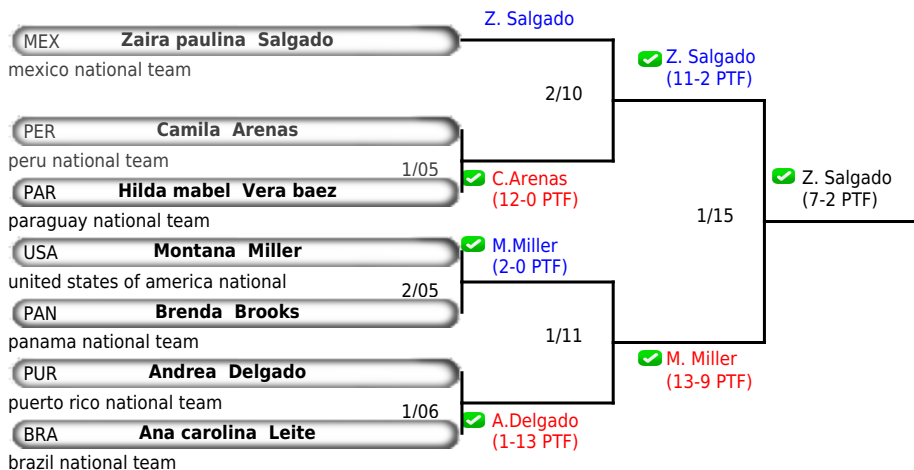 Z. Salgado
MEX Zaira paulina Salgado
mexico national team
Z. Salgado
(11-2 PTF)
2/10
PER Camila Arenas
peru national team
1/05
C.Arenas
(12-0 PTF)
PAR Hilda mabel Vera baez
paraguay national team
Z. Salgado
(7-2 PTF)
1/15
USA Montana Miller
united states of america national
M.Miller
(2-0 PTF)
2/05
PAN Brenda Brooks
panama national team
1/11
M. Miller
(13-9 PTF)
PUR Andrea Delgado
puerto rico national team
1/06
A.Delgado
(1-13 PTF)
BRA Ana carolina Leite
brazil national team